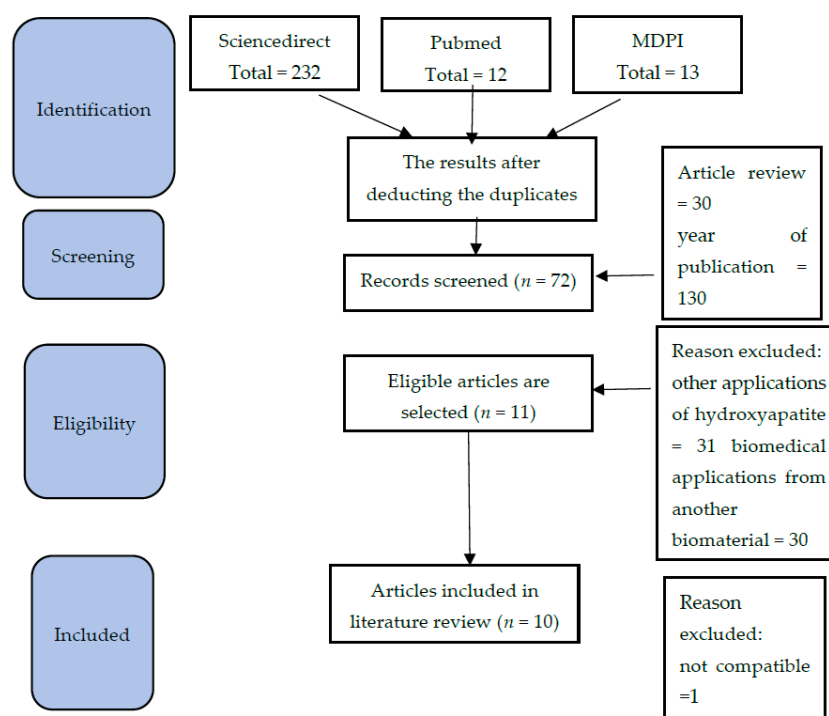 Sciencedirect
Total = 232
Pubmed
Total = 12
MDPI
Total = 13
Identification
The results after
deducting the duplicates
Article review
= 30
year of
publication =
130
Screening
Records screened (n = 72)
Reason excluded:
other applications
of hydroxyapatite
= 31 biomedical
applications from
another
biomaterial = 30
Eligibility
Eligible articles are
selected (n = 11)
Included
Articles included in
literature review (n = 10)
Reason
excluded:
not compatible
=1